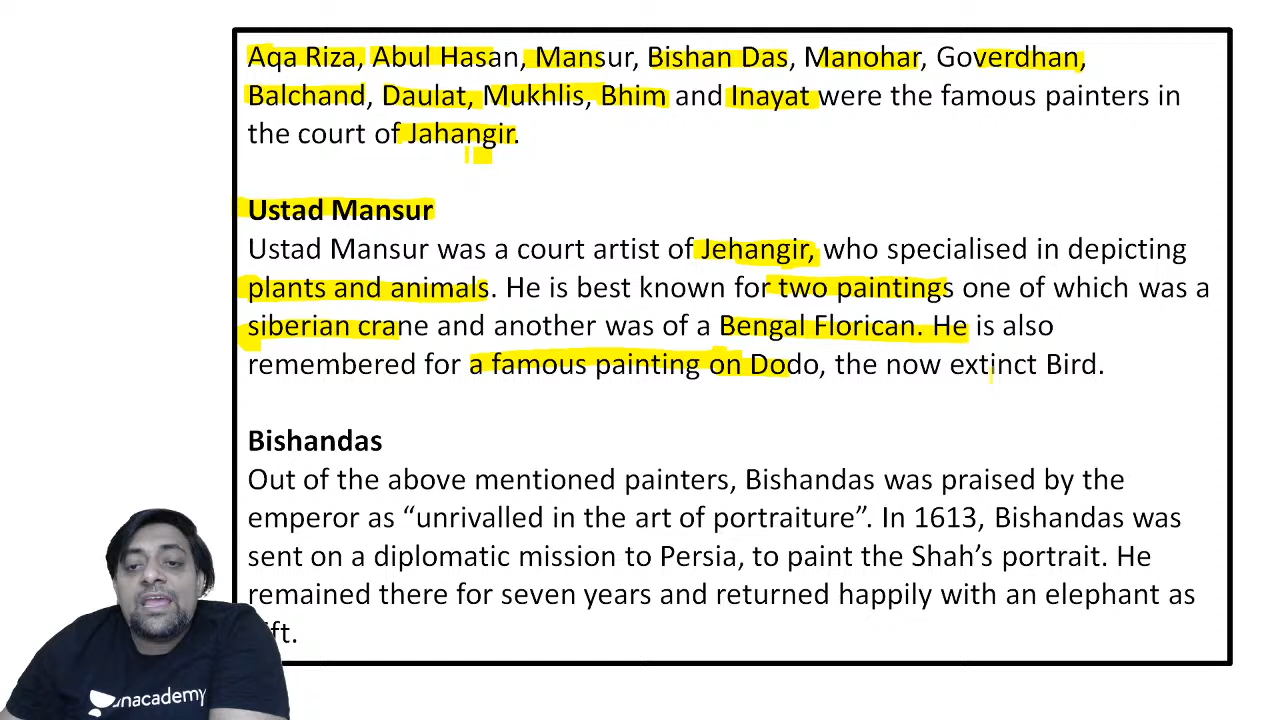 Aqa Riza, Abul Hasan, Mansur, Bishan Das, Manohar, Goverdhan,
Balchand, Daulat, Mukhlis, Bhim and Inayat were the famous painters in
the court of Jahangir.
Ustad Mansur
Ustad Mansur was a court artist of Jehangir, who specialised in depicting
plants and animals. He is best known for two paintings one of which was a
siberian crane and another was of a Bengal Florican. He is also
remembered for a famous painting on Dodo, the now extinct Bird.
Bishandas
Out of the above mentioned painters, Bishandas was praised by the
emperor as “unrivalled in the art of portraiture”. In 1613, Bishandas was
sent on a diplomatic mission to Persia, to paint the Shah’s portrait. He
remained there for seven years and returned happily with an elephant as
ift.
unacademy